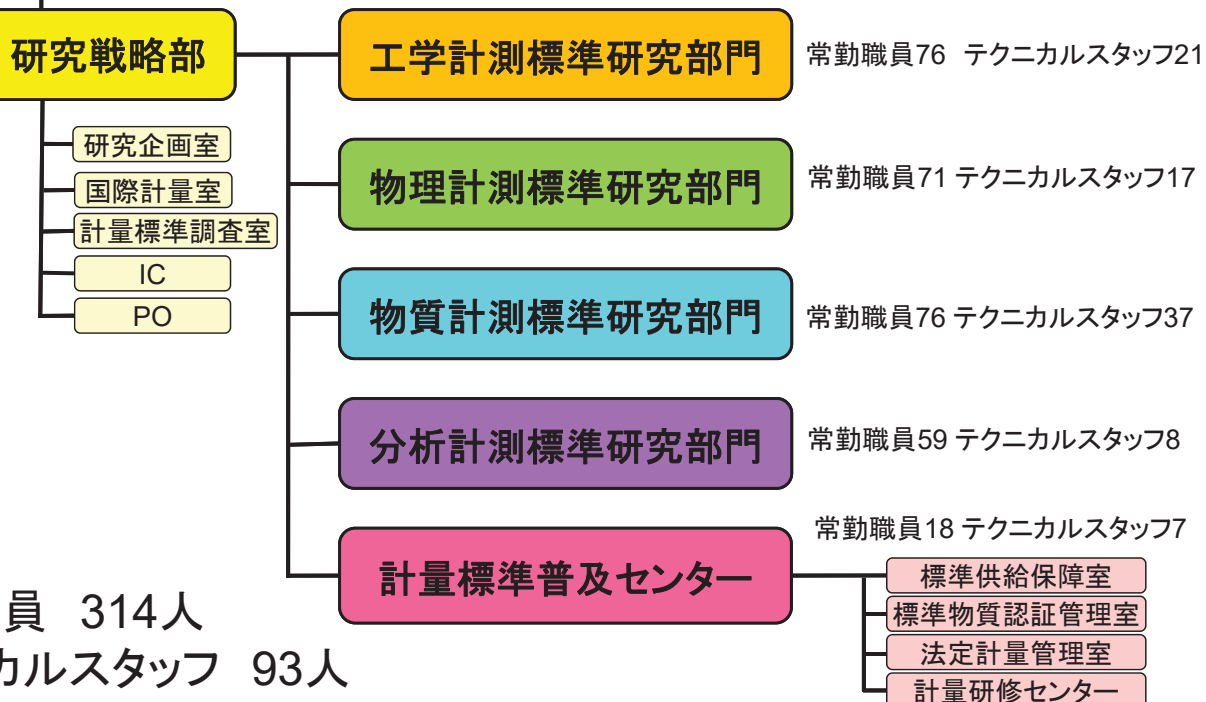 研究戦略部
研究企画室
国際計量室
計量標準調査室
IC
PO
工学計測標準研究部門
常勤職員76 テクニカルスタッフ21
物理計測標準研究部門
常勤職員71 テクニカルスタッフ17
物質計測標準研究部門
常勤職員76 テクニカルスタッフ37
分析計測標準研究部門
常勤職員59 テクニカルスタッフ8
計量標準普及センター
常勤職員18 テクニカルスタッフ7
標準供給保障室
標準物質認証管理室
法定計量管理室
計量研修センター
員 314人
カルスタッフ 93人